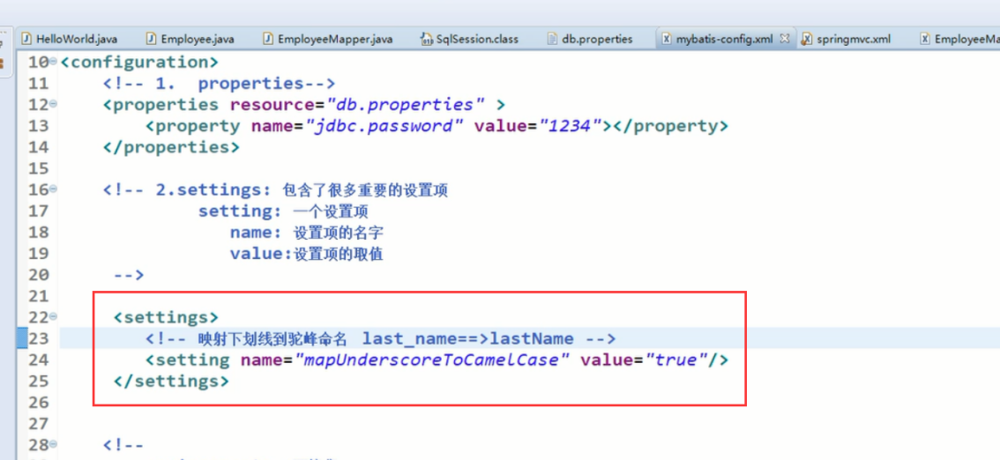 HelloWorld.java Employee.java EmployeeMapper.java SqlSession.class db.properties mybatis-config.xml springmvc.xml EmployeeMa
10 <configuration>
11 <!-- 1. properties-->
12 <properties resource="db.properties" >
13 <property name="jdbc.password" value="1234"></property>
14 </properties>
15
16 <!-- 2.settings: 包含了很多重要的设置项
17 setting: 一个设置项
18 name: 设置项的名字
19 value:设置项的取值
20 -->
21
22 <settings>
23 <!-- 映射下划线到驼峰命名 last_name==>lastName -->
24 <setting name="mapUnderscoreToCamelCase" value="true"/>
25 </settings>
26
27
28 <!--